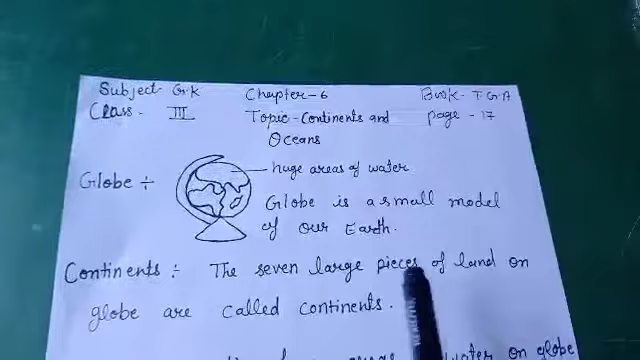 Subject- G.K Chapter-6 Book- T G A
Class- III Topic-Continents and page - 17
Oceans
huge areas of water
Globe ÷
Globe is a small model
of our Earth.
Continents ÷ The seven large pieces of land on
globe are called continents.
water on globe